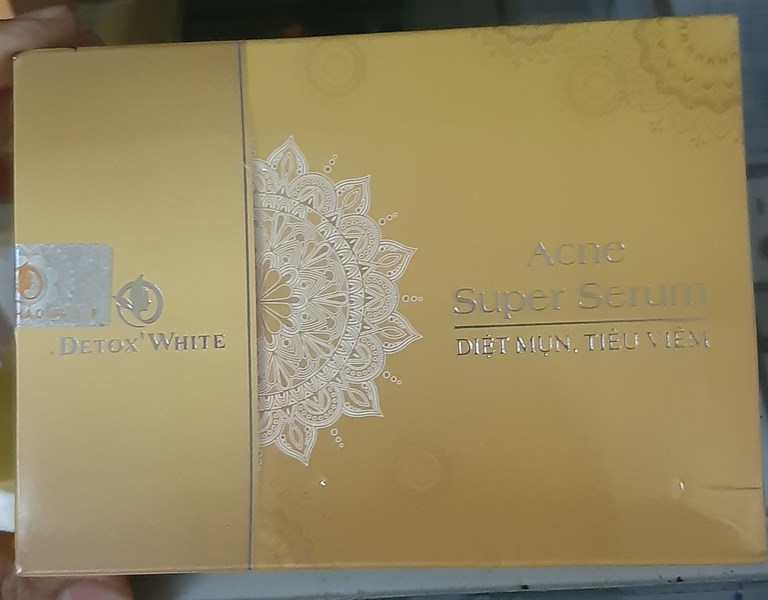 DETOX'WHITE
Acne
Super Serum
DIỆT MỤN, TIÊU VIÊM